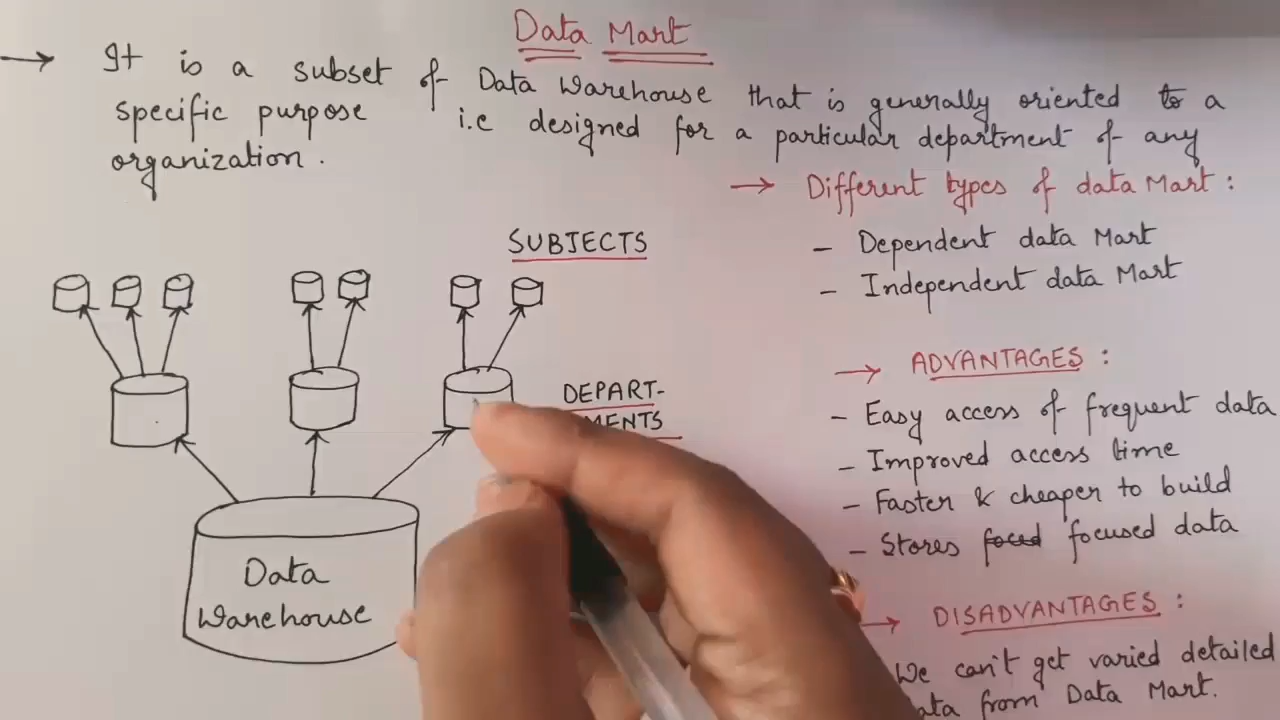 Data Mart
→ It is a subset of Data Warehouse that is generally oriented to a
specific purpose i.e designed for a particular department of any
organization.
→ Different types of data Mart :
- Dependent data Mart
- Independent data Mart
SUBJECTS
→ ADVANTAGES :
- Easy access of frequent data
- Improved access time
- Faster & cheaper to build
- Stores focused data
DEPART-
MENTS
Data
Warehouse
→ DISADVANTAGES :
We can't get varied detailed
data from Data Mart.